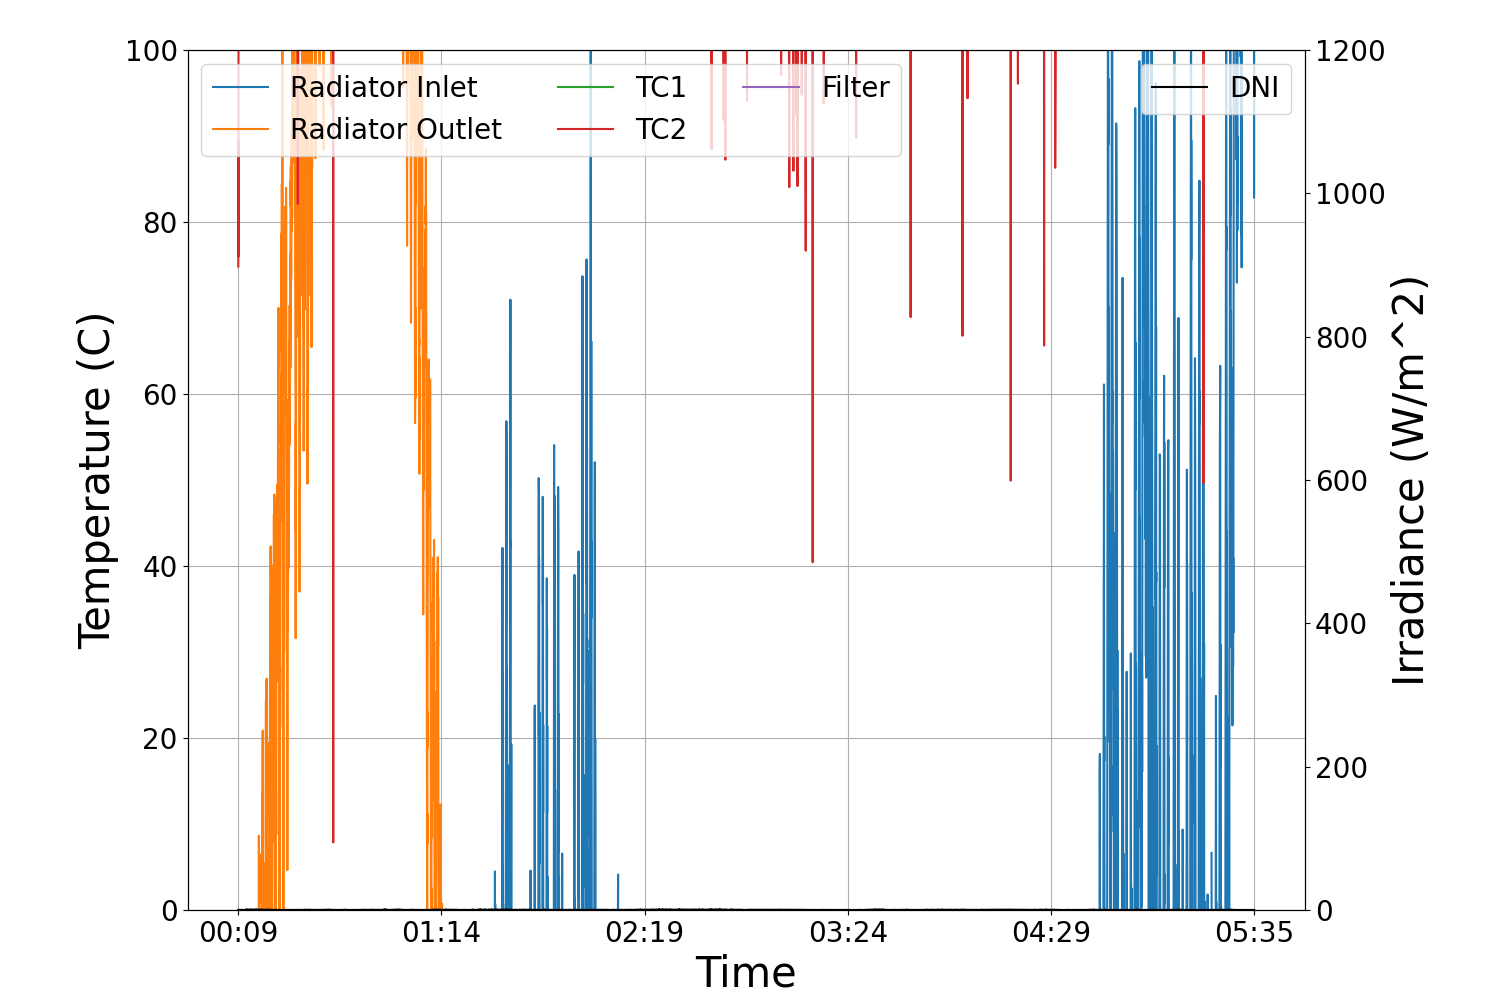 100
80
60
40
20
0
Temperature (C)
Radiator Inlet
Radiator Outlet
TC1
TC2
Filter
DNI
1200
1000
800
600
400
200
0
Irradiance (W/m^2)
00:09 01:14 02:19 03:24 04:29 05:35
Time